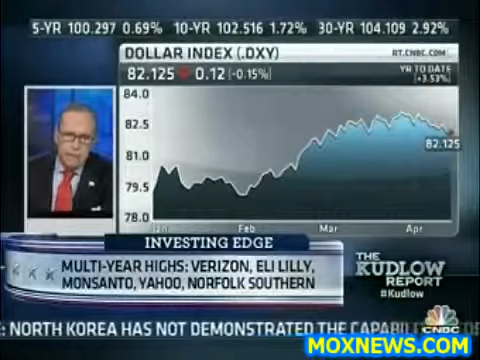 5-YR 100.297 0.69% 10-YR 102.516 1.72% 30-YR 104.109 2.92%
DOLLAR INDEX (.DXY)
RT.CNBC.COM
82.125 0.12 (-0.15%)
YR TO DATE
+3.53%
84.0
82.5
81.0
79.5
78.0
82.125
Feb
Mar
Apr
INVESTING EDGE
MULTI-YEAR HIGHS: VERIZON, ELI LILLY,
MONSANTO, YAHOO, NORFOLK SOUTHERN
THE
KUDLOW
REPORT
#Kudlow
CNBC
: NORTH KOREA HAS NOT DEMONSTRATED THE
MOXNEWS.COM